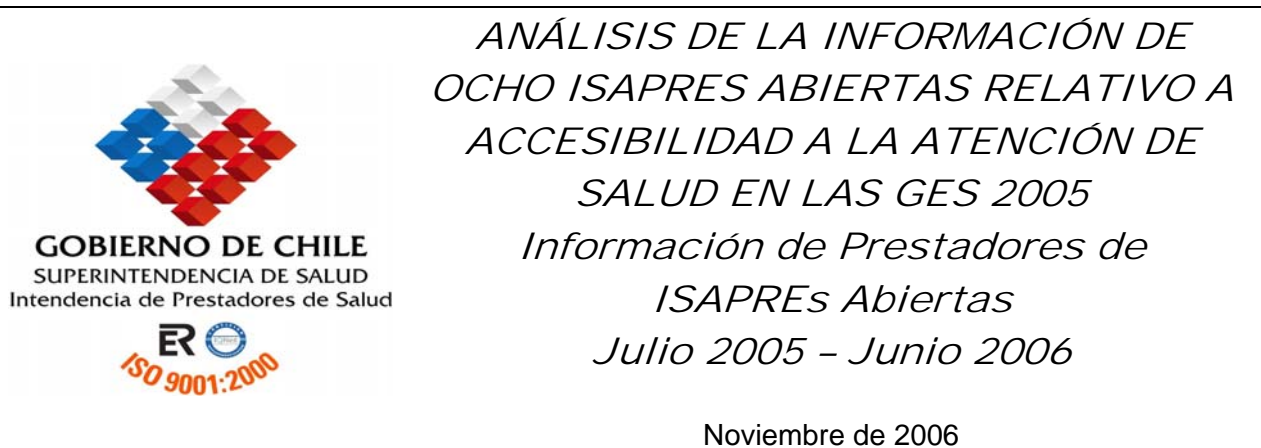 ANÁLISIS DE LA INFORMACIÓN DE
OCHO ISAPRES ABIERTAS RELATIVO A
ACCESIBILIDAD A LA ATENCIÓN DE
SALUD EN LAS GES 2005
Información de Prestadores de
ISAPREs Abiertas
Julio 2005 – Junio 2006
GOBIERNO DE CHILE
SUPERINTENDENCIA DE SALUD
Intendencia de Prestadores de Salud
ER
ISO 9001:2000
Noviembre de 2006